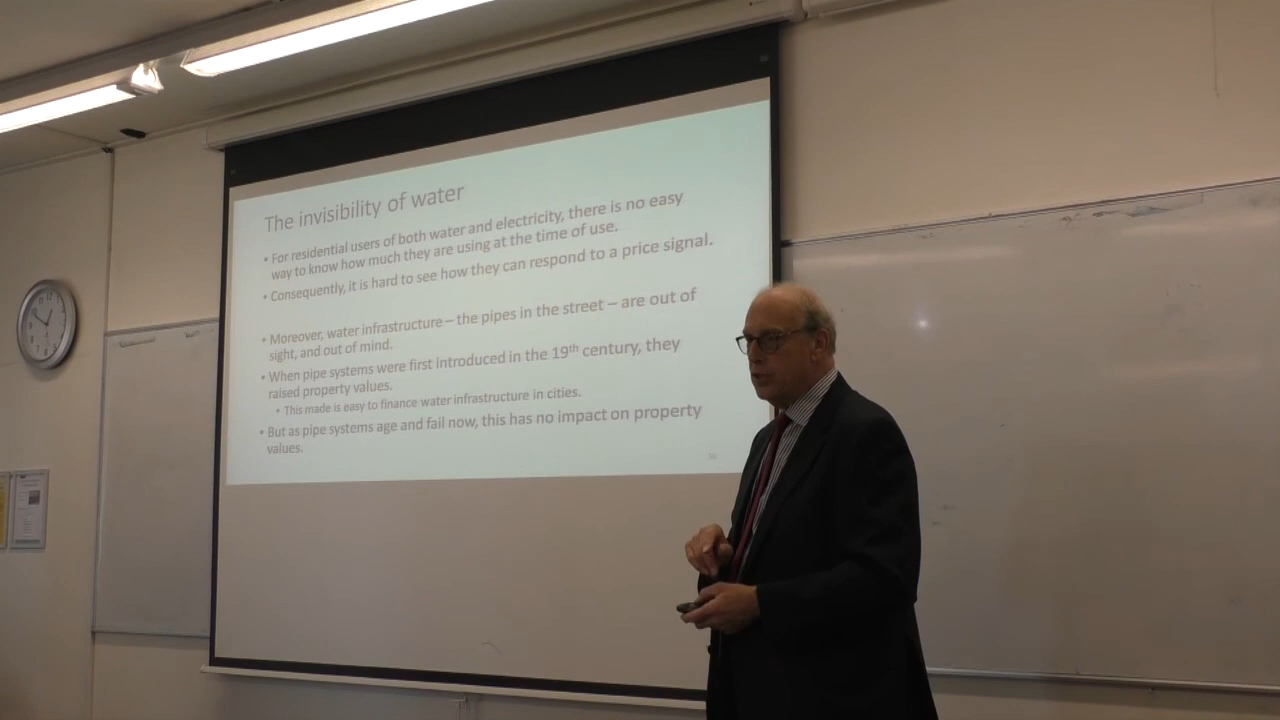 The invisibility of water
• For residential users of both water and electricity, there is no easy
way to know how much they are using at the time of use.
• Consequently, it is hard to see how they can respond to a price signal.
• Moreover, water infrastructure – the pipes in the street – are out of
sight, and out of mind.
• When pipe systems were first introduced in the 19th century, they
raised property values.
• This made is easy to finance water infrastructure in cities.
• But as pipe systems age and fail now, this has no impact on property
values.